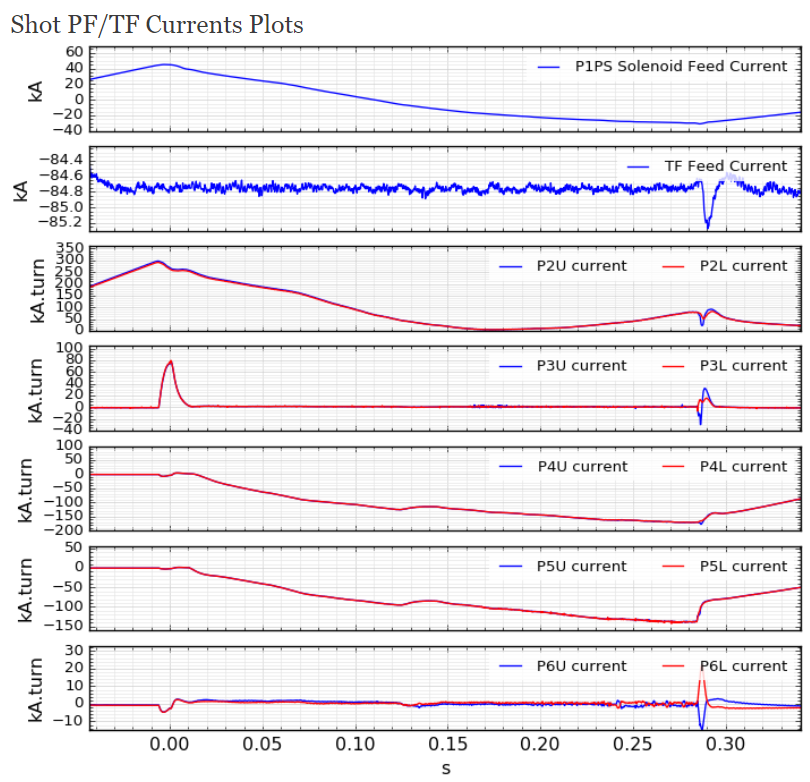 Shot PF/TF Currents Plots
60
40
20
0
−20
−40
kA
P1PS Solenoid Feed Current
−84.4
−84.6
−84.8
−85.0
−85.2
kA
TF Feed Current
350
300
250
200
150
100
50
0
kA.turn
P2U current P2L current
100
80
60
40
20
0
−20
−40
kA.turn
P3U current P3L current
100
50
0
−50
−100
−150
−200
kA.turn
P4U current P4L current
50
0
−50
−100
−150
kA.turn
P5U current P5L current
30
20
10
0
−10
kA.turn
P6U current P6L current
0.00 0.05 0.10 0.15 0.20 0.25 0.30
s